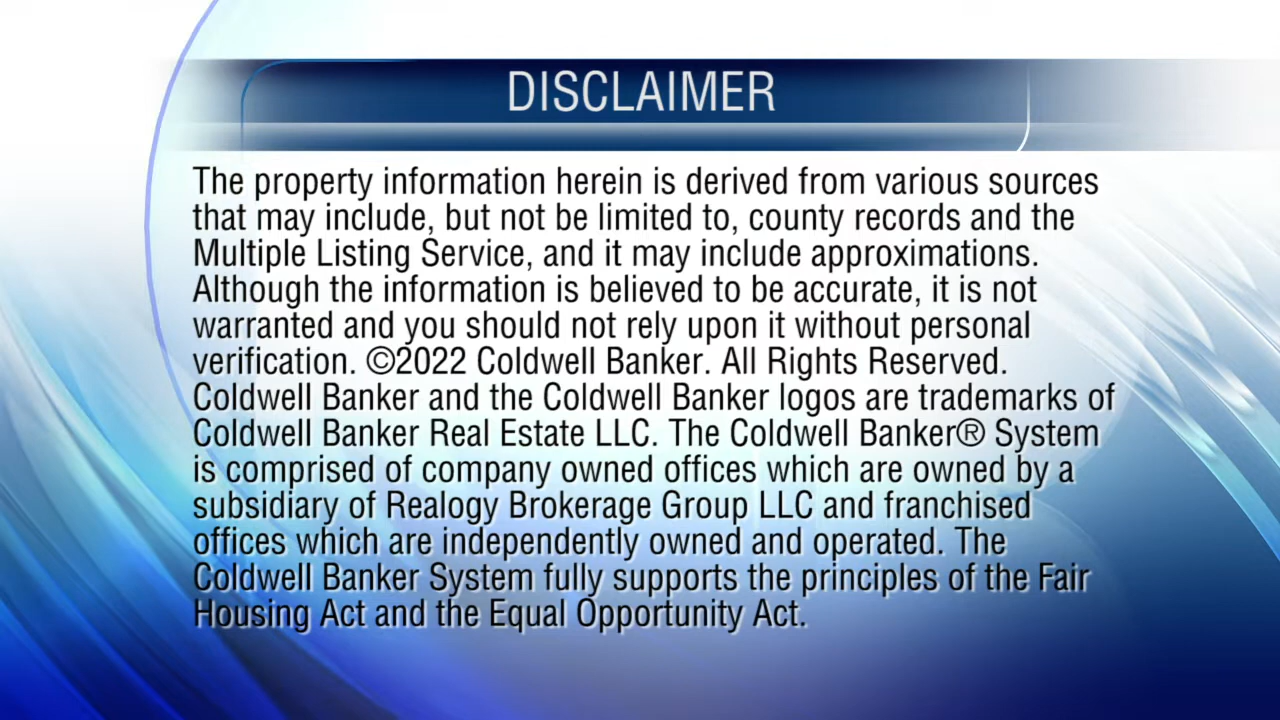 DISCLAIMER
The property information herein is derived from various sources
that may include, but not be limited to, county records and the
Multiple Listing Service, and it may include approximations.
Although the information is believed to be accurate, it is not
warranted and you should not rely upon it without personal
verification. ©2022 Coldwell Banker. All Rights Reserved.
Coldwell Banker and the Coldwell Banker logos are trademarks of
Coldwell Banker Real Estate LLC. The Coldwell Banker® System
is comprised of company owned offices which are owned by a
subsidiary of Realogy Brokerage Group LLC and franchised
offices which are independently owned and operated. The
Coldwell Banker System fully supports the principles of the Fair
Housing Act and the Equal Opportunity Act.